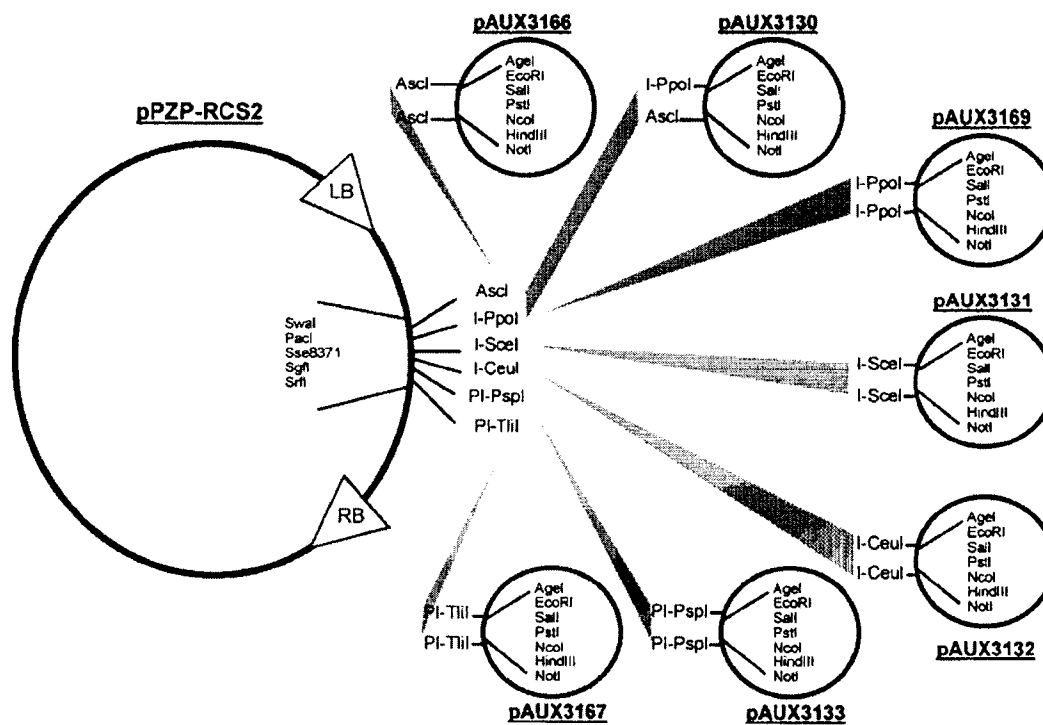 pAUX3166
AscI
AscI
AgeI
EcoRI
SalI
PstI
NcoI
HindIII
NotI
pAUX3130
I-PpoI
AscI
AgeI
EcoRI
SalI
PstI
NcoI
HindIII
NotI
pAUX3169
I-PpoI
I-PpoI
AgeI
EcoRI
SalI
PstI
NcoI
HindIII
NotI
pPZP-RCS2
LB
RB
SwaI
PacI
Sse8371
SgfI
SrfI
AscI
I-PpoI
I-SceI
I-CeuI
PI-PspI
PI-TliI
pAUX3131
I-SceI
I-SceI
AgeI
EcoRI
SalI
PstI
NcoI
HindIII
NotI
I-CeuI
I-CeuI
AgeI
EcoRI
SalI
PstI
NcoI
HindIII
NotI
pAUX3132
PI-TliI
PI-TliI
AgeI
EcoRI
SalI
PstI
NcoI
HindIII
NotI
pAUX3167
PI-PspI
PI-PspI
AgeI
EcoRI
SalI
PstI
NcoI
HindIII
NotI
pAUX3133